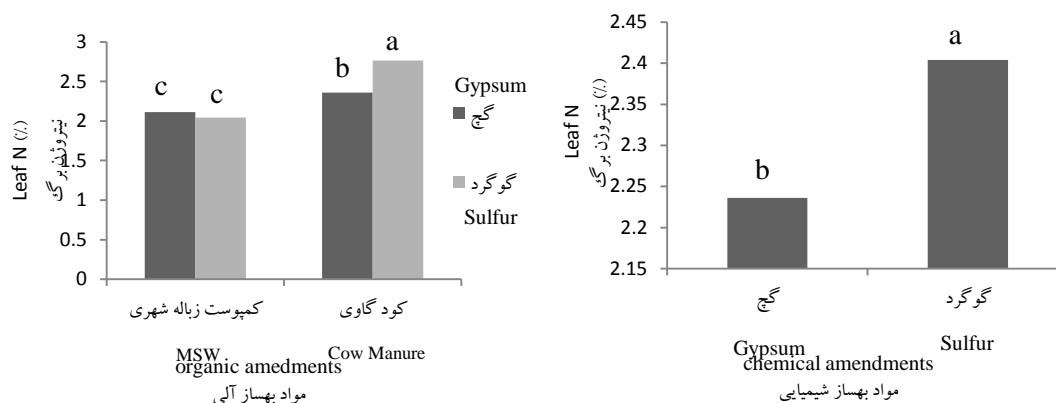 3
2.5
2
1.5
1
0.5
0
Leaf N (٪)
نیتروژن برگ
c
c
b
a
Gypsum
گچ
گوگرد
Sulfur
کمپوست زباله شهری
کود گاوی
MSW
Cow Manure
organic amedments
مواد بهساز آلی
2.45
2.4
2.35
2.3
2.25
2.2
2.15
Leaf N
نیتروژن برگ (٪)
b
a
گچ
گوگرد
Gypsum
Sulfur
chemical amendments
مواد بهساز شیمیایی